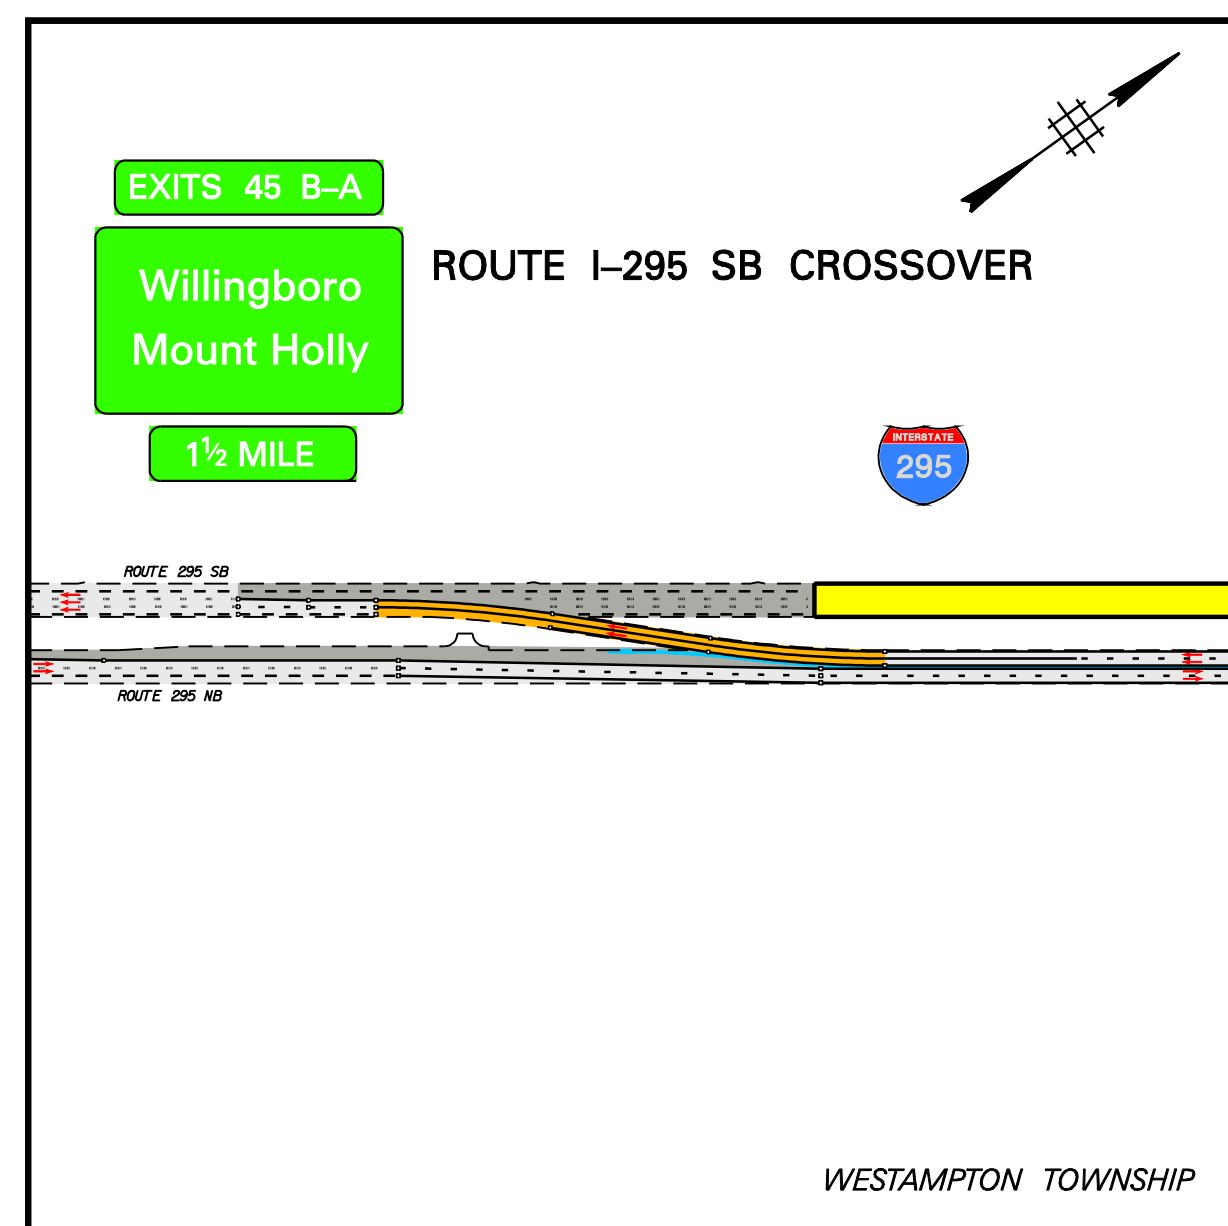 EXITS 45 B–A
Willingboro
Mount Holly
1½ MILE
ROUTE I–295 SB CROSSOVER
INTERSTATE
295
ROUTE 295 SB
ROUTE 295 NB
WESTAMPTON TOWNSHIP